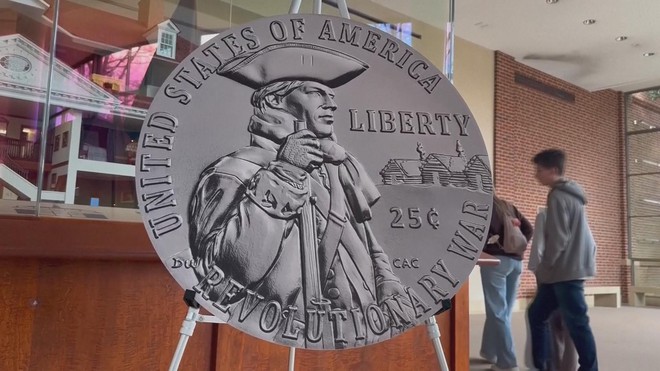 UNITED STATES OF AMERICA
LIBERTY
25¢
DW
CAC
REVOLUTIONARY WAR